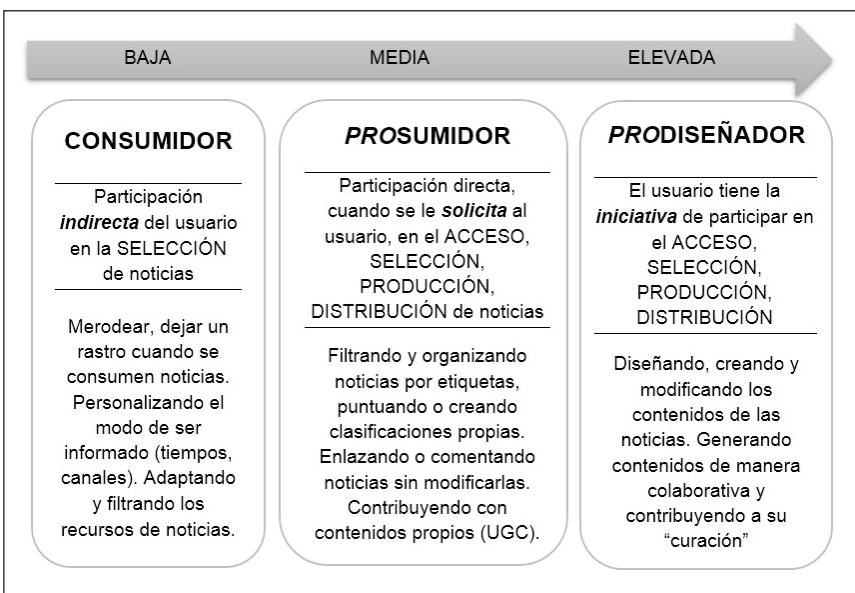 BAJA
MEDIA
ELEVADA
CONSUMIDOR
Participación
indirecta del usuario
en la SELECCIÓN
de noticias
Merodear, dejar un
rastro cuando se
consumen noticias.
Personalizando el
modo de ser
informado (tiempos,
canales). Adaptando
y filtrando los
recursos de noticias.
PROSUMIDOR
Participación directa,
cuando se le solicita al
usuario, en el ACCESO,
SELECCIÓN,
PRODUCCIÓN,
DISTRIBUCIÓN de noticias
Filtrando y organizando
noticias por etiquetas,
puntuando o creando
clasificaciones propias.
Enlazando o comentando
noticias sin modificarlas.
Contribuyendo con
contenidos propios (UGC).
PRODISEÑADOR
El usuario tiene la
iniciativa de participar en
el ACCESO,
SELECCIÓN,
PRODUCCIÓN,
DISTRIBUCIÓN
Diseñando, creando y
modificando los
contenidos de las
noticias. Generando
contenidos de manera
colaborativa y
contribuyendo a su
“curación”